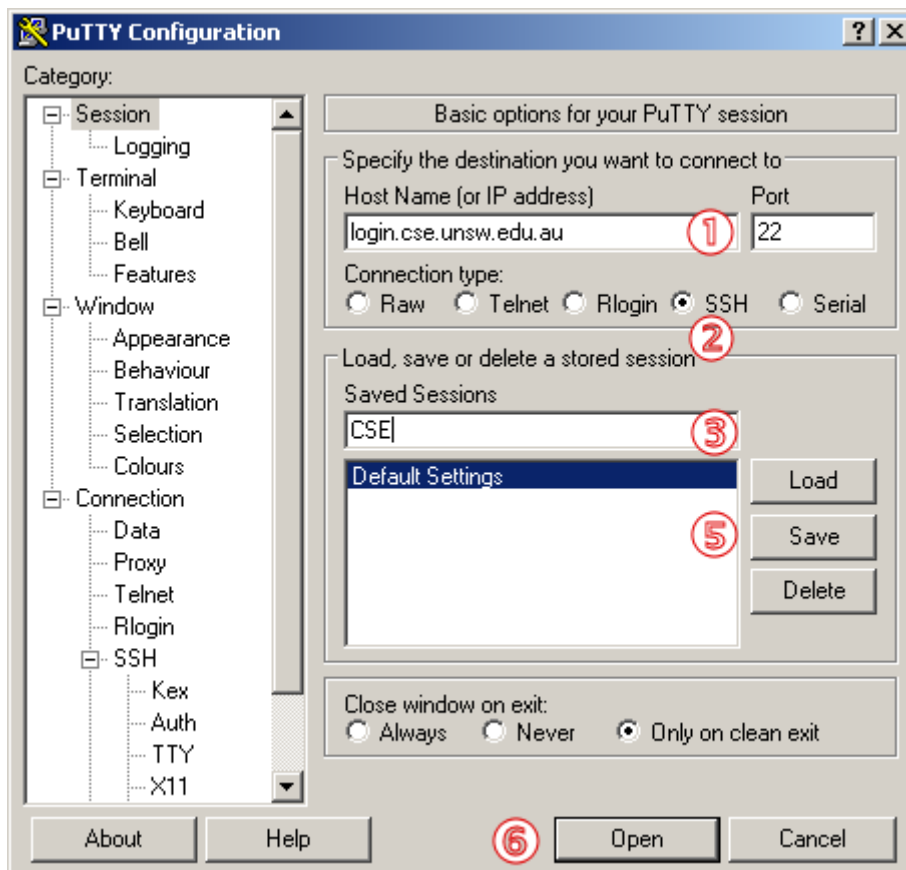 PuTTY Configuration
Category:
Session
Logging
Terminal
Keyboard
Bell
Features
Window
Appearance
Behaviour
Translation
Selection
Colours
Connection
Data
Proxy
Telnet
Rlogin
SSH
Kex
Auth
TTY
X11
Basic options for your PuTTY session
Specify the destination you want to connect to
Host Name (or IP address) Port
login.cse.unsw.edu.au ① 22
Connection type:
Raw Telnet Rlogin SSH Serial
②
Load, save or delete a stored session
Saved Sessions
CSE ③
Default Settings Load
⑤ Save
Delete
Close window on exit:
Always Never Only on clean exit
About Help ⑥ Open Cancel